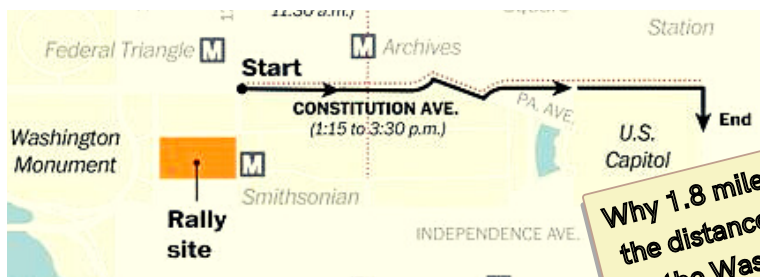 11:30 a.m.)
Square
Station
Federal Triangle M
M Archives
Start
CONSTITUTION AVE.
(1:15 to 3:30 p.m.)
PA. AVE.
End
Washington
Monument
U.S.
Capitol
M
Smithsonian
Rally
site
INDEPENDENCE AVE.
Why 1.8 mile
the distance
the Was